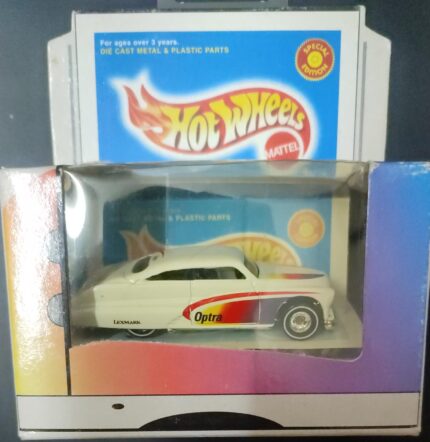 For ages over 3 years.
DIE CAST METAL & PLASTIC PARTS
SPECIAL
EDITION
HOT WHEELS
MATTEL
& PLASTIC PARTS
LEXMARK
Optra